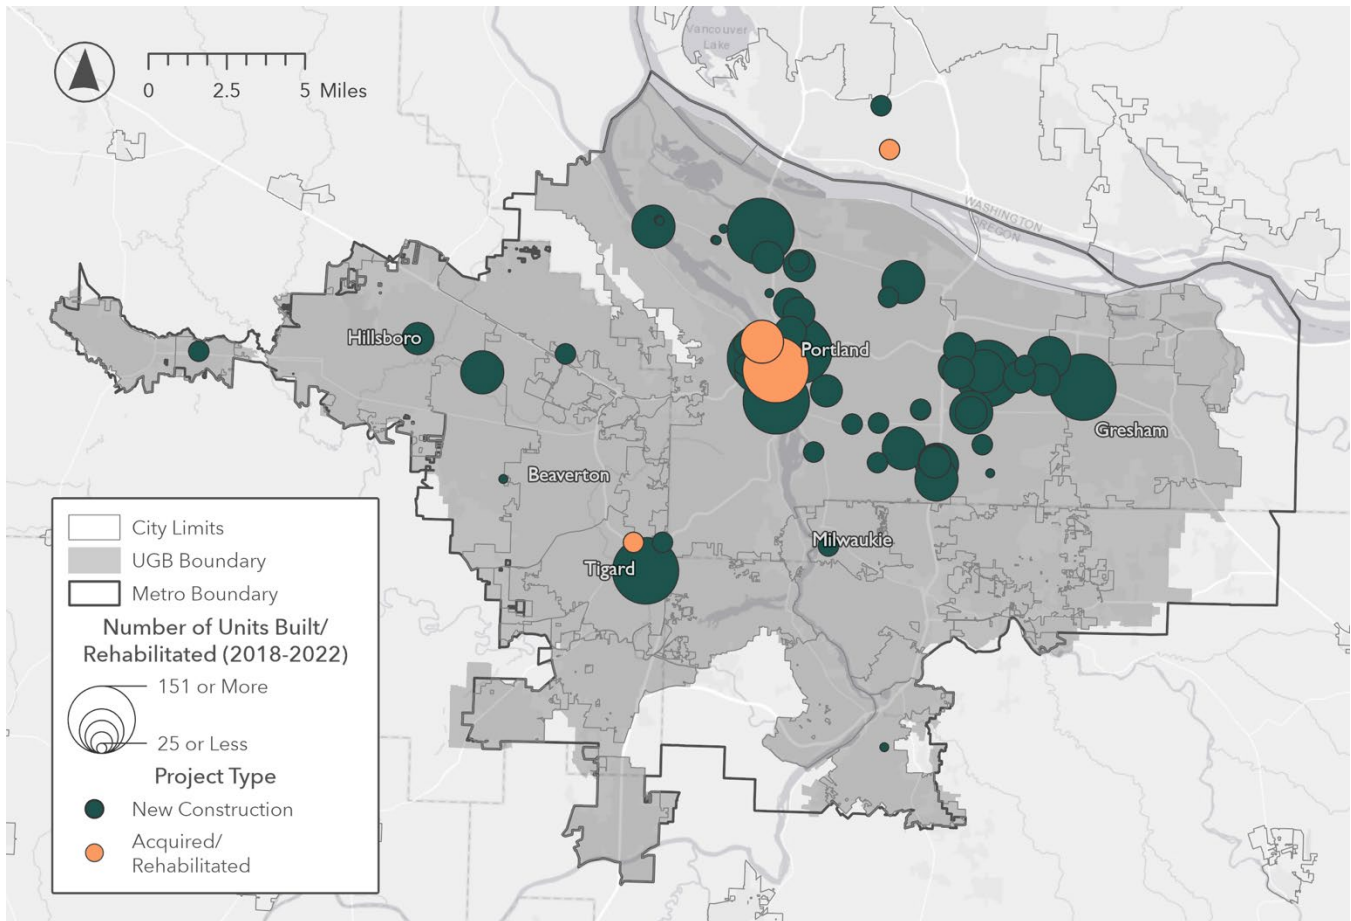 Vancouver
Lake
0 2.5 5 Miles
WASHINGTON
OREGON
Hillsboro
Portland
Gresham
Beaverton
Milwaukie
Tigard
City Limits
UGB Boundary
Metro Boundary
Number of Units Built/
Rehabilitated (2018-2022)
151 or More
25 or Less
Project Type
New Construction
Acquired/
Rehabilitated